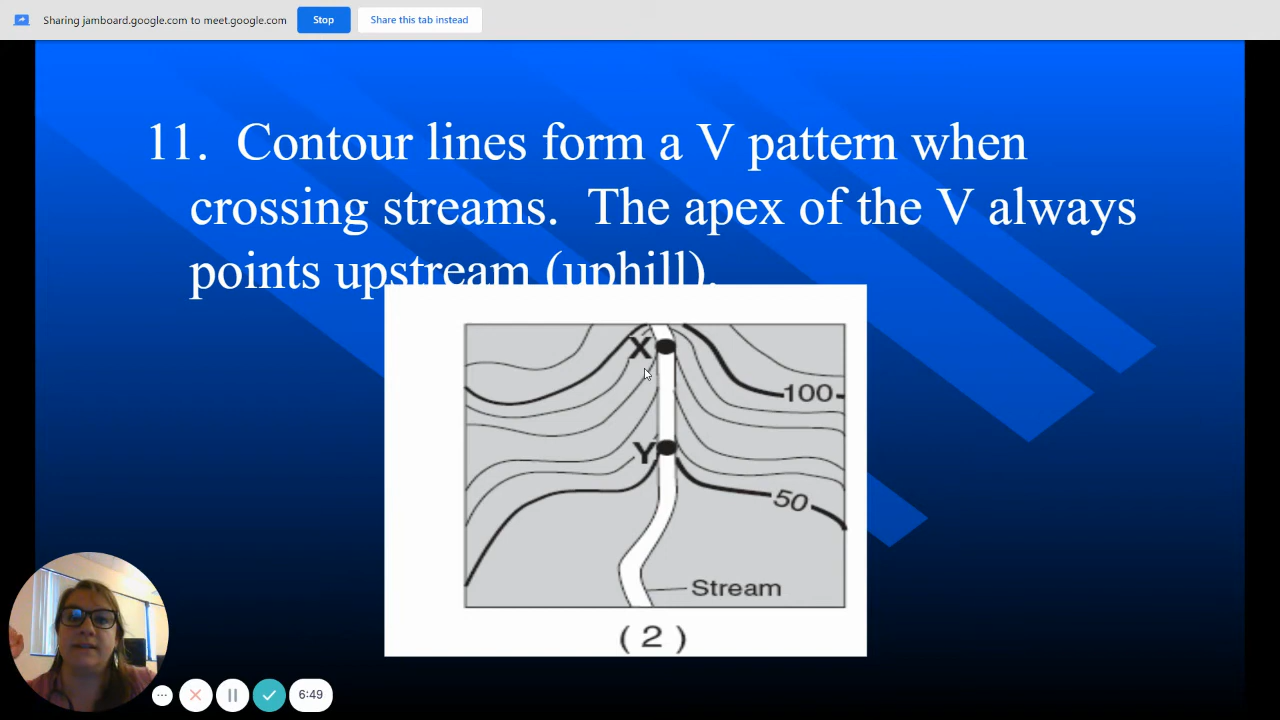 Sharing jamboard.google.com to meet.google.com Stop Share this tab instead
11. Contour lines form a V pattern when
crossing streams. The apex of the V always
points upstream (uphill).
X
100
Y
50
Stream
( 2 )
6:49